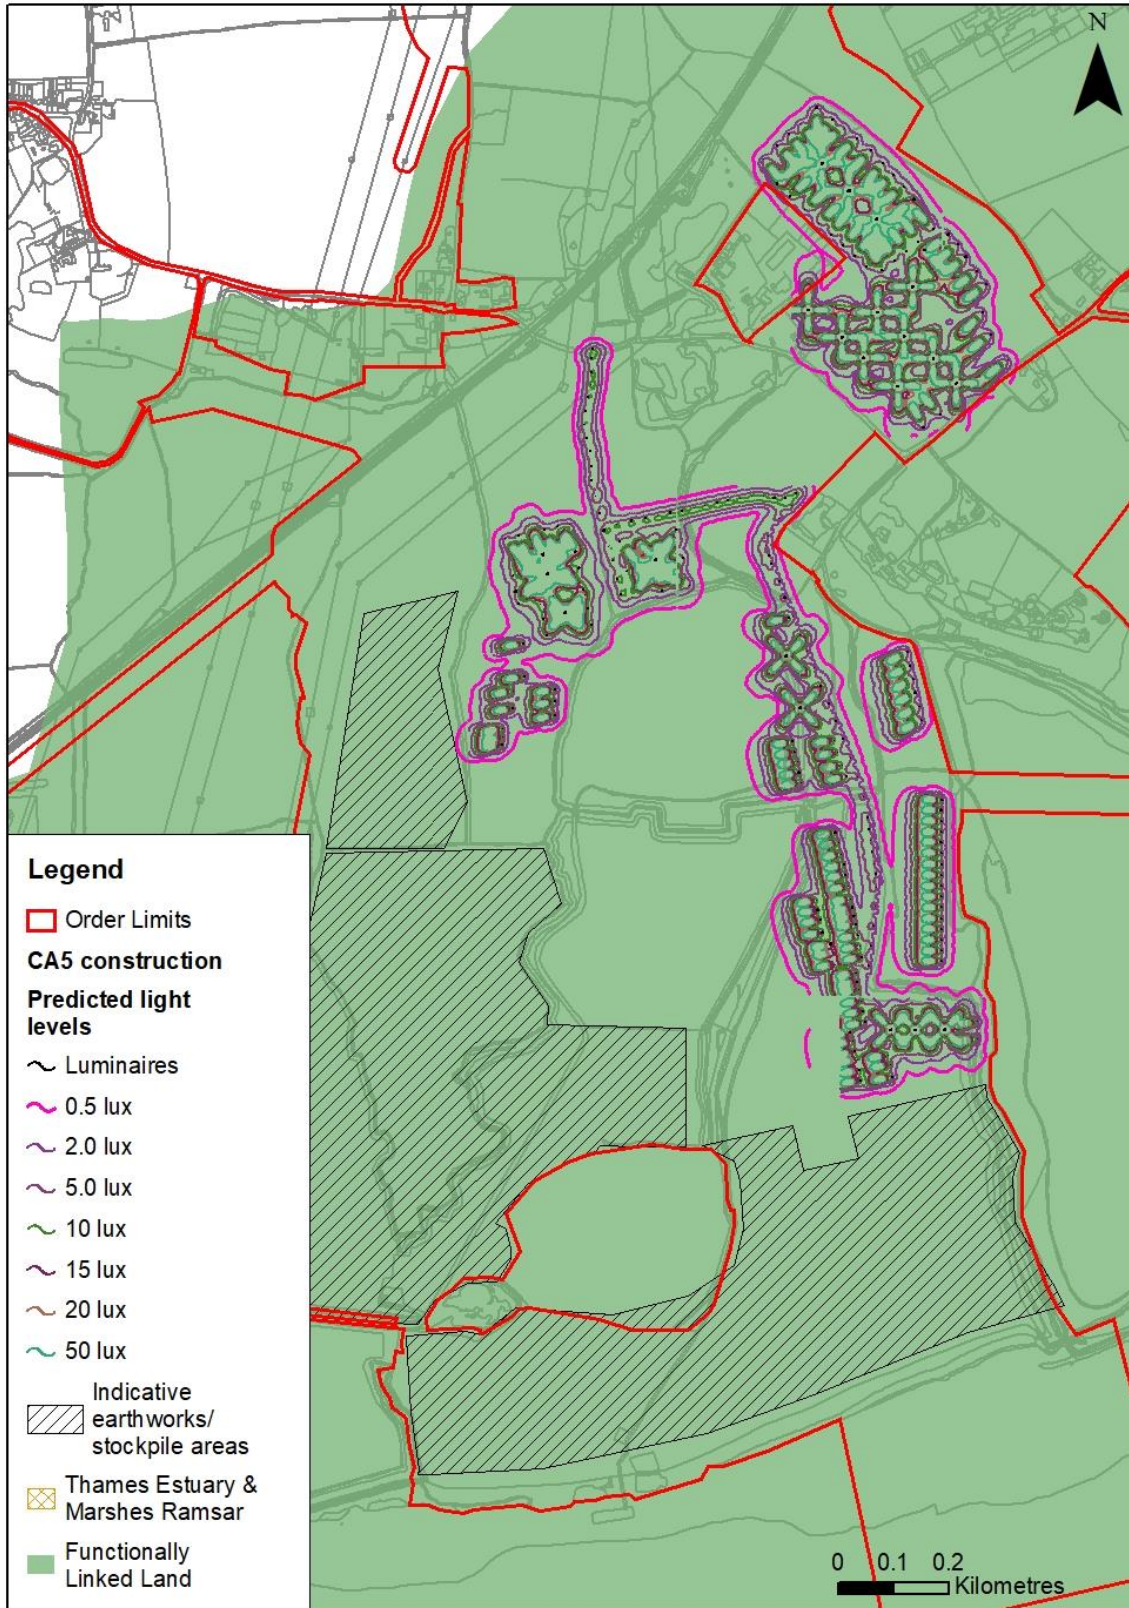 N
Legend
Order Limits
CA5 construction
Predicted light
levels
Luminaires
0.5 lux
2.0 lux
5.0 lux
10 lux
15 lux
20 lux
50 lux
Indicative
earthworks/
stockpile areas
Thames Estuary &
Marshes Ramsar
Functionally
Linked Land
0 0.1 0.2
Kilometres